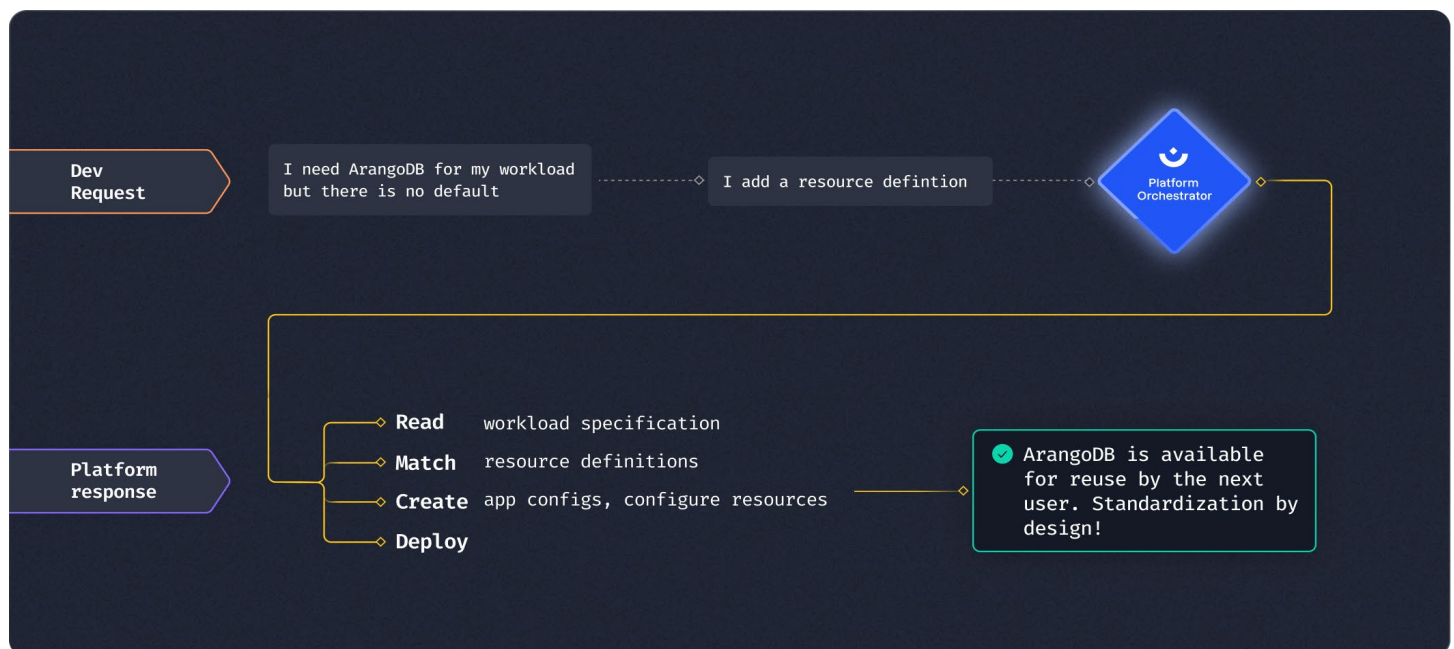 Dev
Request
I need ArangoDB for my workload
but there is no default
I add a resource defintion
Platform
Orchestrator
Platform
response
Read workload specification
Match resource definitions
Create app configs, configure resources
Deploy
ArangoDB is available
for reuse by the next
user. Standardization by
design!